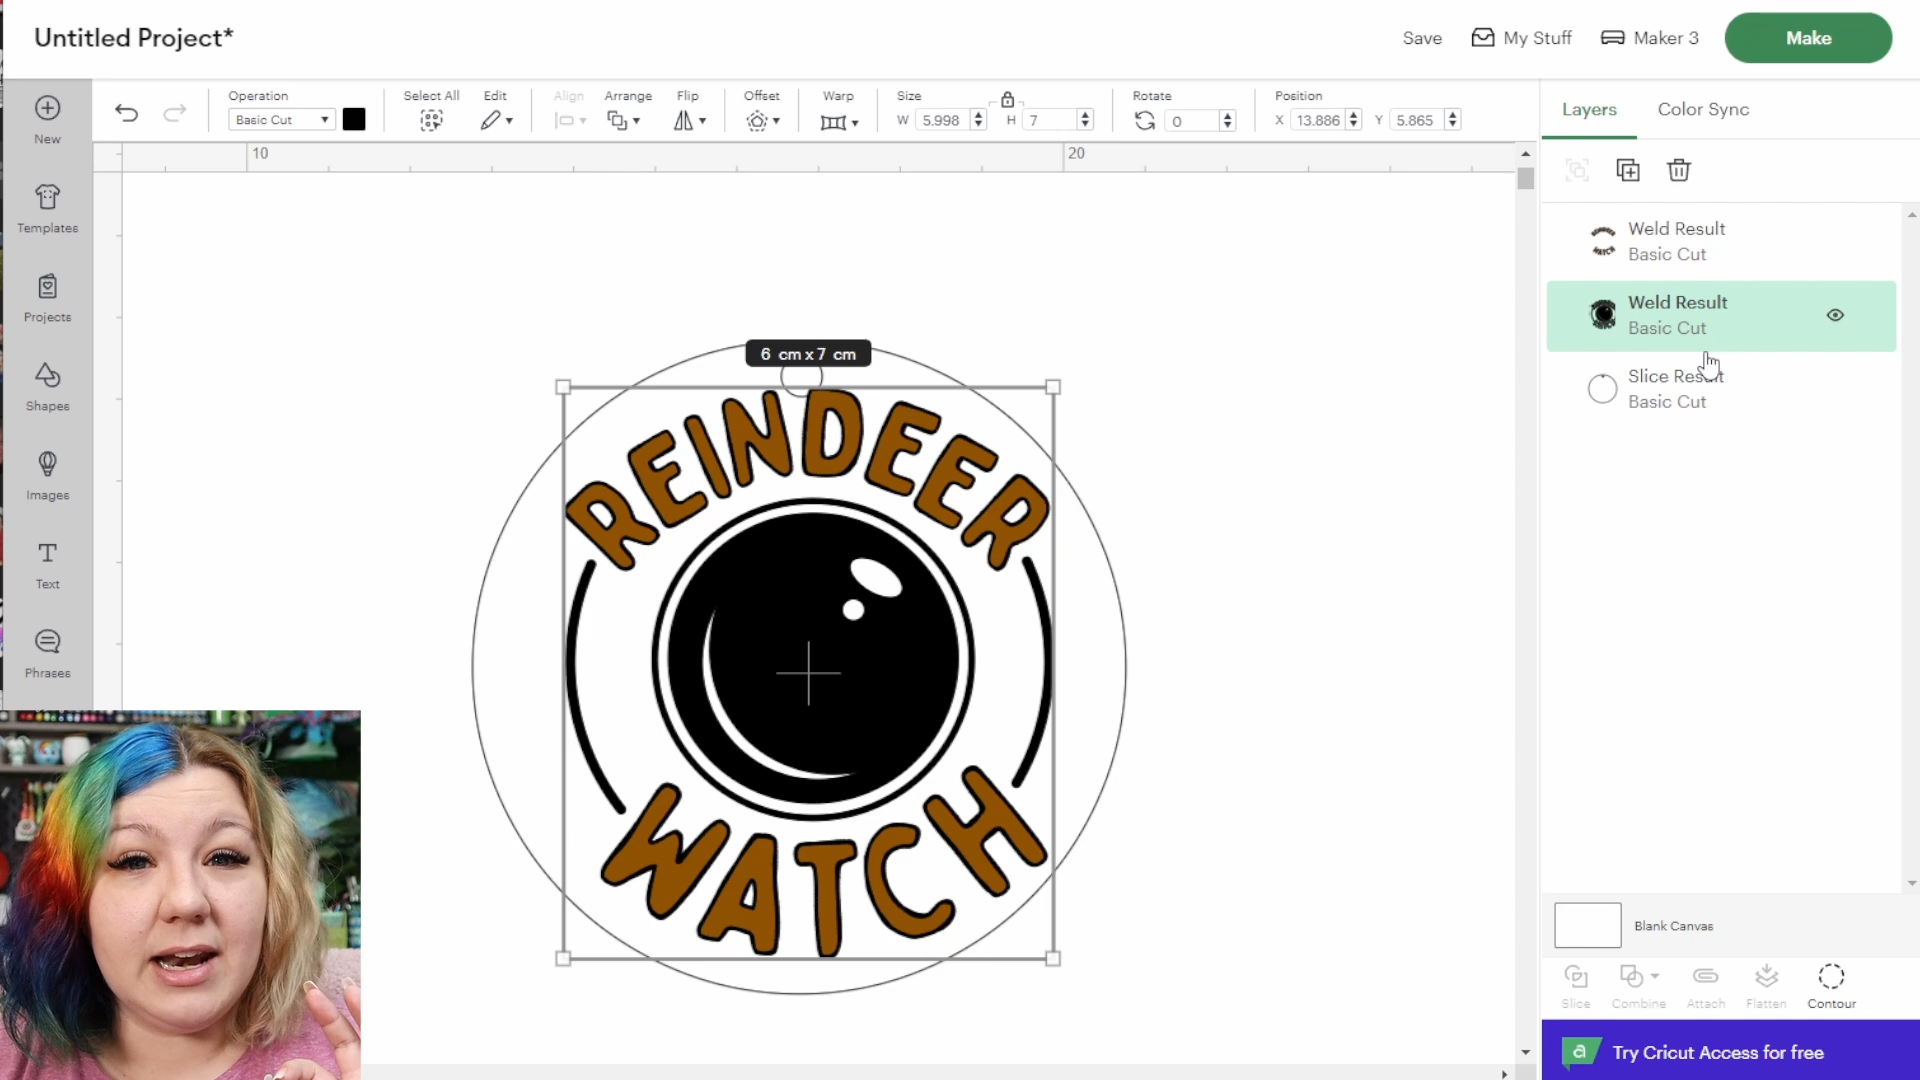 Untitled Project*
Save
My Stuff
Maker 3
Make
New
Templates
Projects
Shapes
Images
Text
Phrases
Operation
Basic Cut
Select All
Edit
Align
Arrange
Flip
Offset
Warp
Size
W 5.998
H 7
Rotate
0
Position
X 13.886
Y 5.865
10
20
6 cm x 7 cm
REINDEER
WATCH
Layers
Color Sync
Weld Result
Basic Cut
Weld Result
Basic Cut
Slice Result
Basic Cut
Blank Canvas
Slice
Combine
Attach
Flatten
Contour
a
Try Cricut Access for free